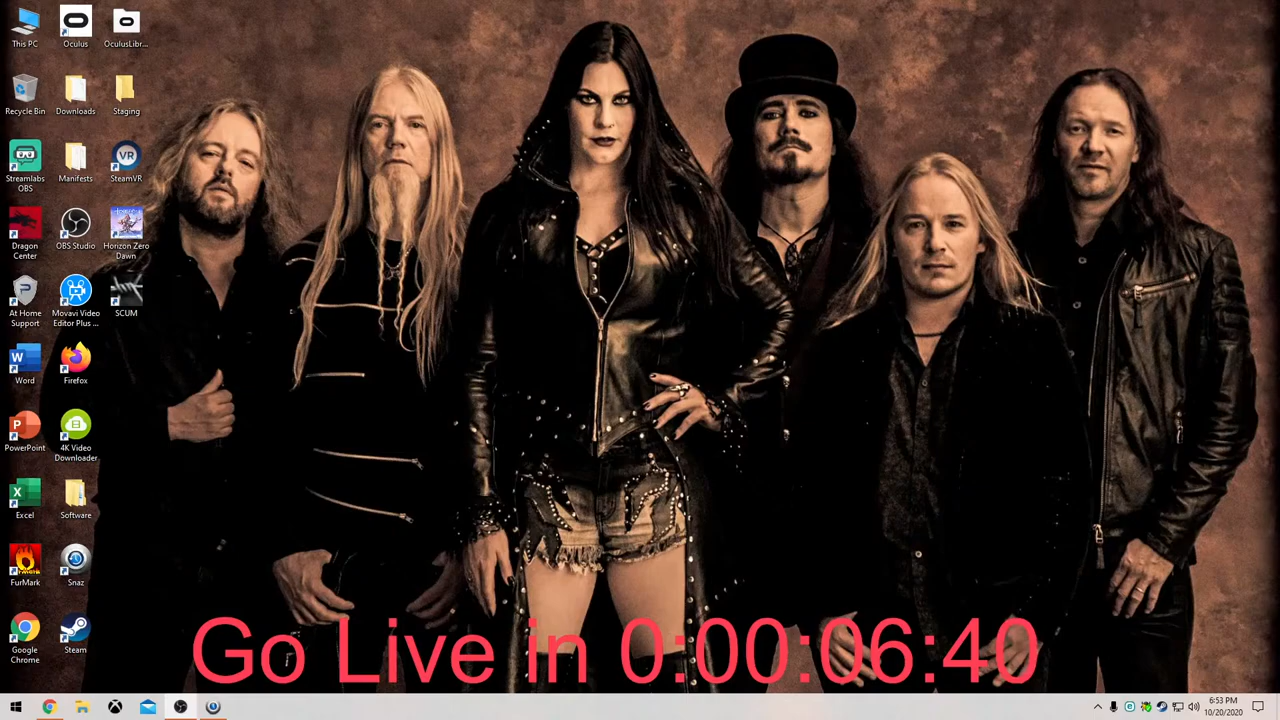 This PC
Oculus
OculusLibr...
Recycle Bin
Downloads
Staging
Streamlabs
OBS
Manifests
VR
SteamVR
Dragon
Center
OBS Studio
Horizon Zero
Dawn
At Home
Support
Movavi Video
Editor Plus ...
SCUM
Word
Firefox
PowerPoint
4K Video
Downloader
Excel
Software
FurMark
Snaz
Google
Chrome
Steam
Go Live in 0:00:06:40
6:53 PM
10/20/2020